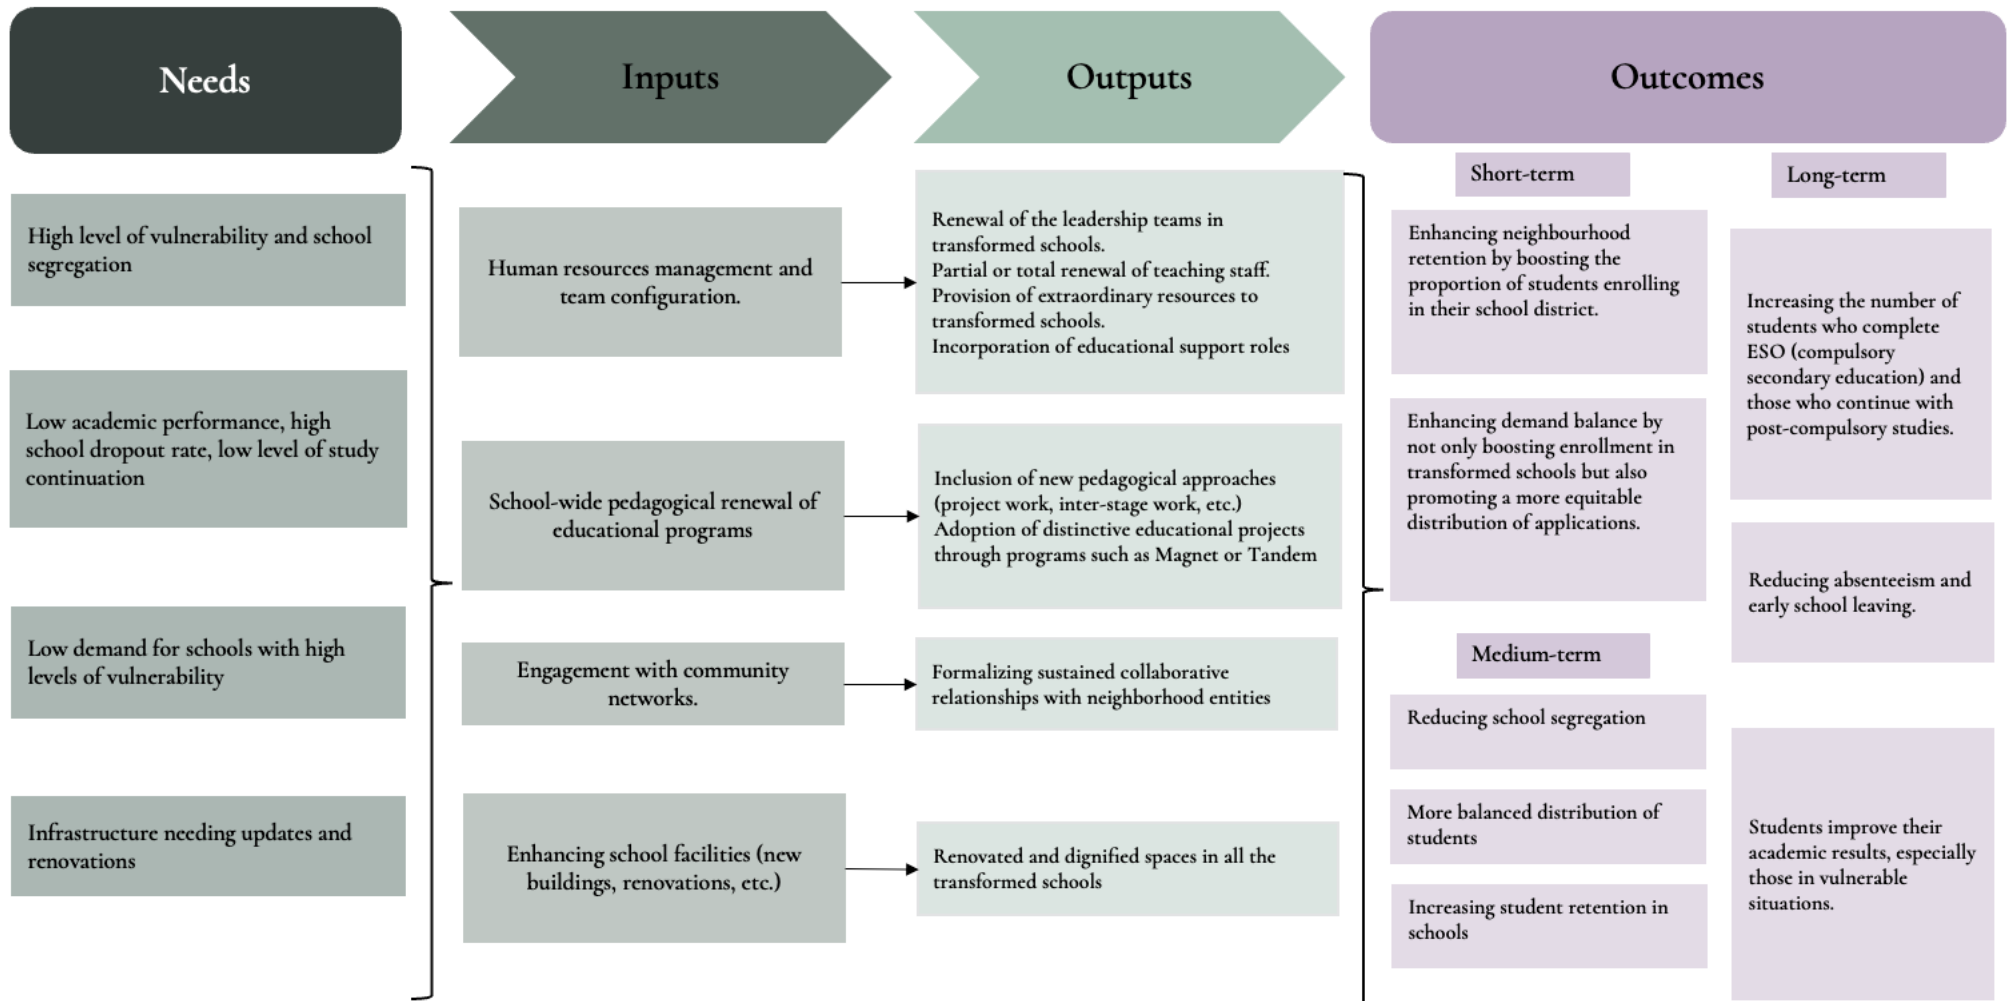 Needs
Inputs
Outputs
Outcomes
High level of vulnerability and school
segregation
Low academic performance, high
school dropout rate, low level of study
continuation
Low demand for schools with high
levels of vulnerability
Infrastructure needing updates and
renovations
Human resources management and
team configuration.
School-wide pedagogical renewal of
educational programs
Engagement with community
networks.
Enhancing school facilities (new
buildings, renovations, etc.)
Renewal of the leadership teams in
transformed schools.
Partial or total renewal of teaching staff.
Provision of extraordinary resources to
transformed schools.
Incorporation of educational support roles
Inclusion of new pedagogical approaches
(project work, inter-stage work, etc.)
Adoption of distinctive educational projects
through programs such as Magnet or Tandem
Formalizing sustained collaborative
relationships with neighborhood entities
Renovated and dignified spaces in all the
transformed schools
Short-term
Enhancing neighbourhood
retention by boosting the
proportion of students enrolling
in their school district.
Enhancing demand balance by
not only boosting enrollment in
transformed schools but also
promoting a more equitable
distribution of applications.
Medium-term
Reducing school segregation
More balanced distribution of
students
Increasing student retention in
schools
Long-term
Increasing the number of
students who complete
ESO (compulsory
secondary education) and
those who continue with
post-compulsory studies.
Reducing absenteeism and
early school leaving.
Students improve their
academic results, especially
those in vulnerable
situations.